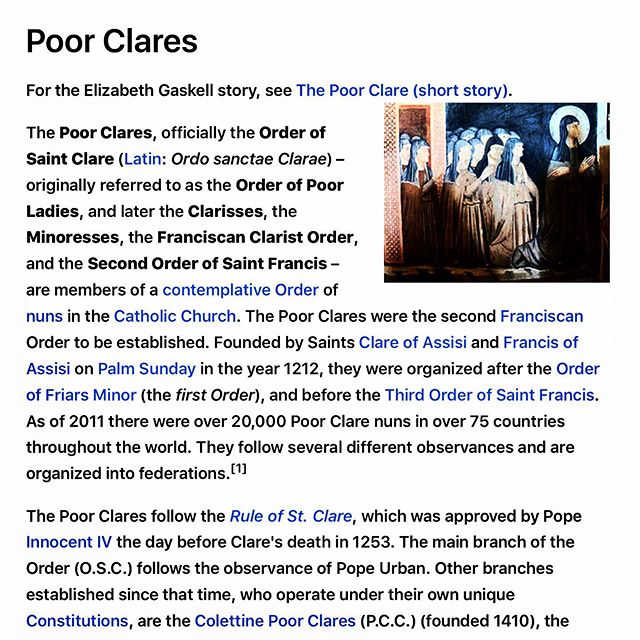 Poor Clares
For the Elizabeth Gaskell story, see The Poor Clare (short story).
The Poor Clares, officially the Order of
Saint Clare (Latin: Ordo sanctae Clarae) –
originally referred to as the Order of Poor
Ladies, and later the Clarisses, the
Minoresses, the Franciscan Clarist Order,
and the Second Order of Saint Francis –
are members of a contemplative Order of
nuns in the Catholic Church. The Poor Clares were the second Franciscan
Order to be established. Founded by Saints Clare of Assisi and Francis of
Assisi on Palm Sunday in the year 1212, they were organized after the Order
of Friars Minor (the first Order), and before the Third Order of Saint Francis.
As of 2011 there were over 20,000 Poor Clare nuns in over 75 countries
throughout the world. They follow several different observances and are
organized into federations.[1]
The Poor Clares follow the Rule of St. Clare, which was approved by Pope
Innocent IV the day before Clare's death in 1253. The main branch of the
Order (O.S.C.) follows the observance of Pope Urban. Other branches
established since that time, who operate under their own unique
Constitutions, are the Colettine Poor Clares (P.C.C.) (founded 1410), the